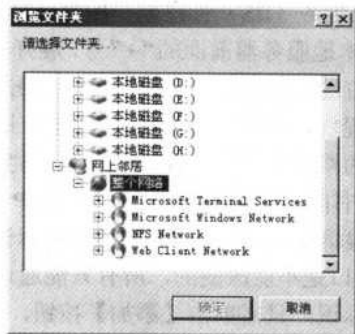 浏览文件夹
请选择文件夹
本地磁盘 (D:)
本地磁盘 (E:)
本地磁盘 (F:)
本地磁盘 (G:)
本地磁盘 (H:)
网上邻居
整个网络
Microsoft Terminal Services
Microsoft Windows Network
NFS Network
Web Client Network
确定
取消